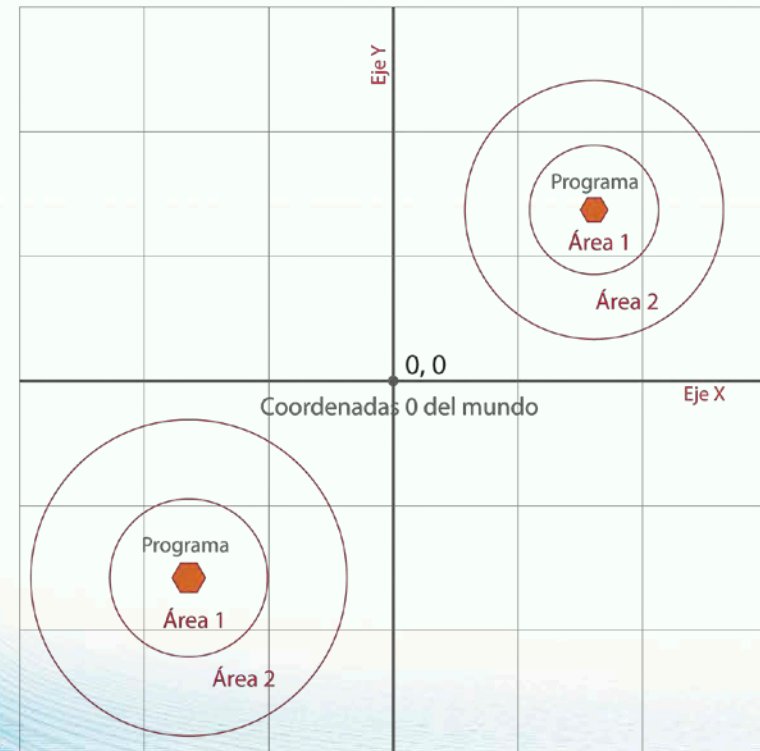 Eje Y
Programa
Área 1
Área 2
0, 0
Eje X
Coordenadas 0 del mundo
Programa
Área 1
Área 2